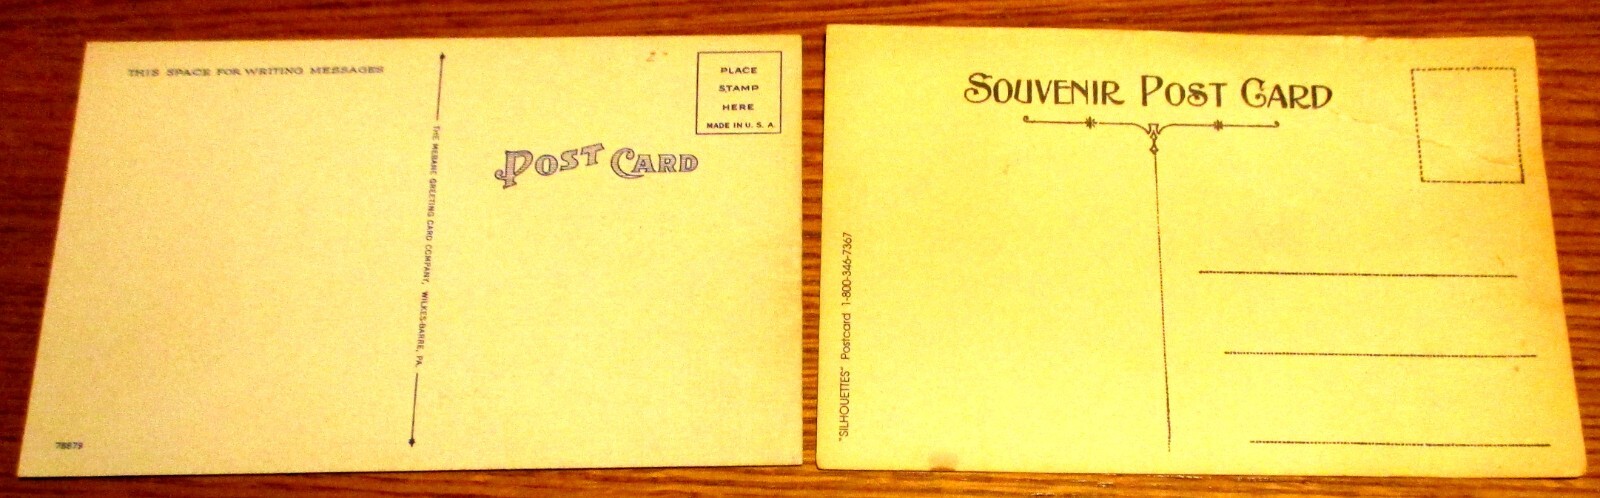 THIS SPACE FOR WRITING MESSAGES
PLACE
STAMP
HERE
MADE IN U. S. A.
POST CARD
THE MEBANE GREETING CARD COMPANY, WILKES-BARRE, PA.
78879
SOUVENIR POST CARD
"SILHOUETTES" Postcard 1-800-346-7367